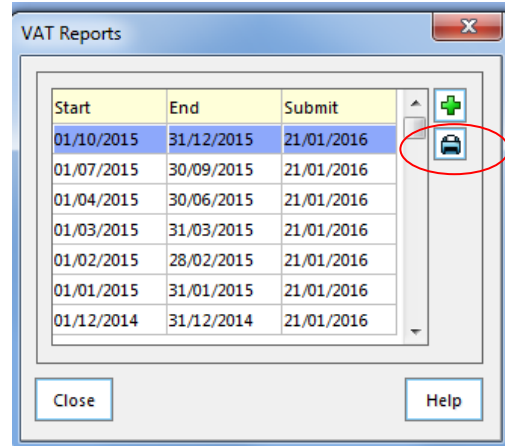 VAT Reports
Start End Submit
01/10/2015 31/12/2015 21/01/2016
01/07/2015 30/09/2015 21/01/2016
01/04/2015 30/06/2015 21/01/2016
01/03/2015 31/03/2015 21/01/2016
01/02/2015 28/02/2015 21/01/2016
01/01/2015 31/01/2015 21/01/2016
01/12/2014 31/12/2014 21/01/2016
Close Help